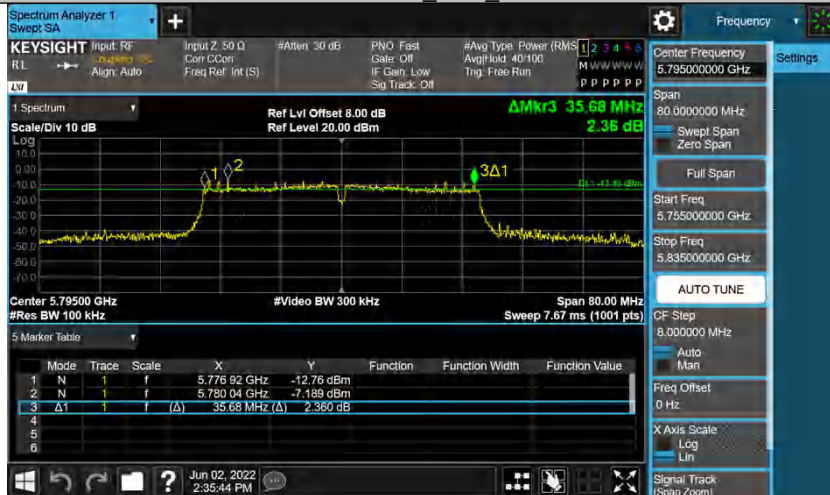 Spectrum Analyzer 1
Swept SA
Frequency
KEYSIGHT
RL
Input: RF
Align: Auto
Input Z: 50 Ω
Corr CCorr
Freq Ref: Int (S)
#Atten: 30 dB
PNO: Fast
Gate: Off
IF Gain: Low
Sig Track: Off
#Avg Type: Power (RMS
Avg|Hold: 40/100
Trig: Free Run
1 2 3 4 5 6
M W W W W W
P P P P P P
LXI
1 Spectrum
Scale/Div 10 dB
Ref Lvl Offset 8.00 dB
Ref Level 20.00 dBm
ΔMkr3 35.68 MHz
2.36 dB
Log
10.0
0.00
-10.0
-20.0
-30.0
-40.0
-50.0
-60.0
-70.0
1
2
3Δ1
Center 5.79500 GHz
#Res BW 100 kHz
#Video BW 300 kHz
Span 80.00 MHz
Sweep 7.67 ms (1001 pts)
5 Marker Table
Mode Trace Scale X Y Function Function Width Function Value
1 N 1 f 5.776 92 GHz -12.76 dBm
2 N 1 f 5.780 04 GHz -7.189 dBm
3 Δ1 1 f (Δ) 35.68 MHz (Δ) 2.360 dB
4
5
6
Jun 02, 2022
2:35:44 PM
Center Frequency
5.795000000 GHz
Settings
Span
80.0000000 MHz
Swept Span
Zero Span
Full Span
Start Freq
5.755000000 GHz
Stop Freq
5.835000000 GHz
AUTO TUNE
CF Step
8.000000 MHz
Auto
Man
Freq Offset
0 Hz
X Axis Scale
Log
Lin
Signal Track
(Span Zoom)